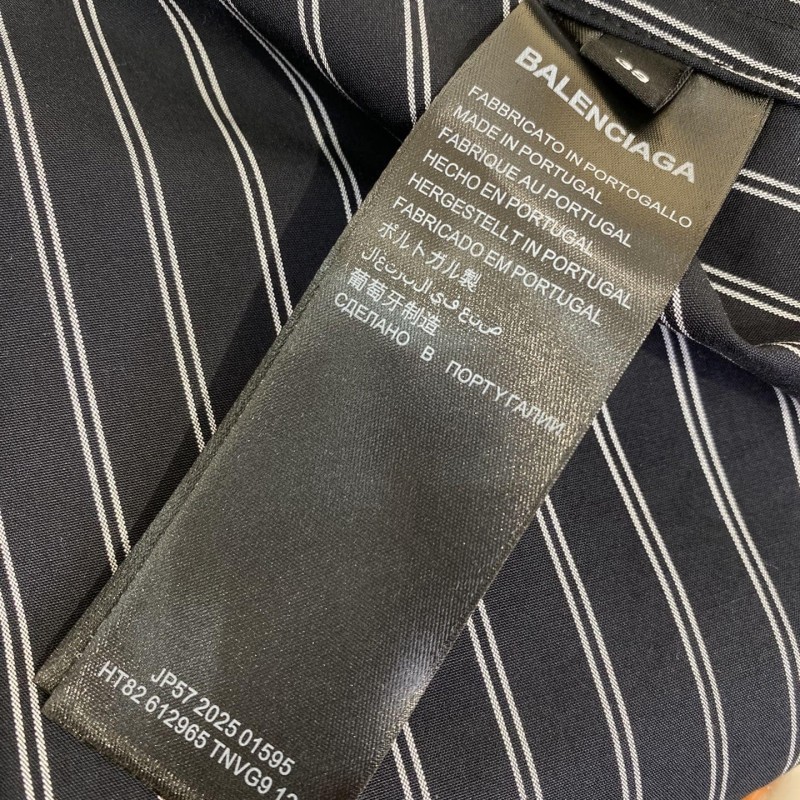 BALENCIAGA
FABBRICATO IN PORTOGALLO
MADE IN PORTUGAL
FABRIQUE AU PORTUGAL
HECHO EN PORTUGAL
HERGESTELLT IN PORTUGAL
FABRICADO EM PORTUGAL
ポルトガル製
صنع في البرتغال
葡萄牙制造
СДЕЛАНО В ПОРТУГАЛИИ
JP57 2025 01595
HT82 612965 TNVG9